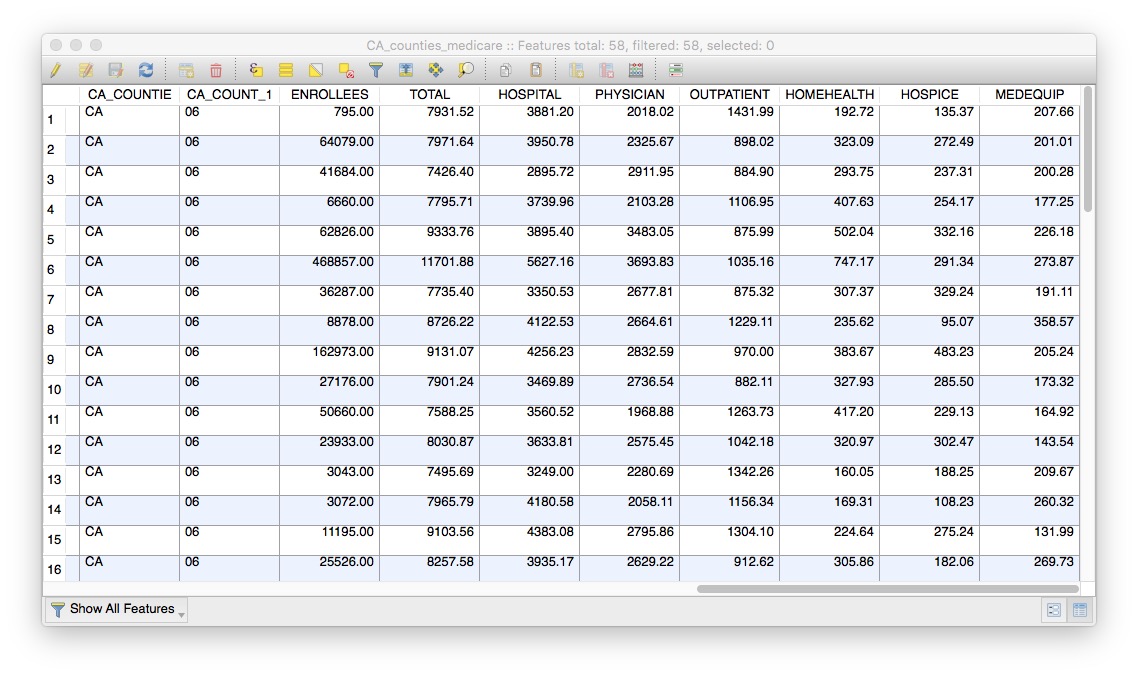 CA_counties_medicare :: Features total: 58, filtered: 58, selected: 0
CA_COUNTIE CA_COUNT_1 ENROLLEES TOTAL HOSPITAL PHYSICIAN OUTPATIENT HOMEHEALTH HOSPICE MEDEQUIP
1 CA 06 795.00 7931.52 3881.20 2018.02 1431.99 192.72 135.37 207.66
2 CA 06 64079.00 7971.64 3950.78 2325.67 898.02 323.09 272.49 201.01
3 CA 06 41684.00 7426.40 2895.72 2911.95 884.90 293.75 237.31 200.28
4 CA 06 6660.00 7795.71 3739.96 2103.28 1106.95 407.63 254.17 177.25
5 CA 06 62826.00 9333.76 3895.40 3483.05 875.99 502.04 332.16 226.18
6 CA 06 468857.00 11701.88 5627.16 3693.83 1035.16 747.17 291.34 273.87
7 CA 06 36287.00 7735.40 3350.53 2677.81 875.32 307.37 329.24 191.11
8 CA 06 8878.00 8726.22 4122.53 2664.61 1229.11 235.62 95.07 358.57
9 CA 06 162973.00 9131.07 4256.23 2832.59 970.00 383.67 483.23 205.24
10 CA 06 27176.00 7901.24 3469.89 2736.54 882.11 327.93 285.50 173.32
11 CA 06 50660.00 7588.25 3560.52 1968.88 1263.73 417.20 229.13 164.92
12 CA 06 23933.00 8030.87 3633.81 2575.45 1042.18 320.97 302.47 143.54
13 CA 06 3043.00 7495.69 3249.00 2280.69 1342.26 160.05 188.25 209.67
14 CA 06 3072.00 7965.79 4180.58 2058.11 1156.34 169.31 108.23 260.32
15 CA 06 11195.00 9103.56 4383.08 2795.86 1304.10 224.64 275.24 131.99
16 CA 06 25526.00 8257.58 3935.17 2629.22 912.62 305.86 182.06 269.73
Show All Features